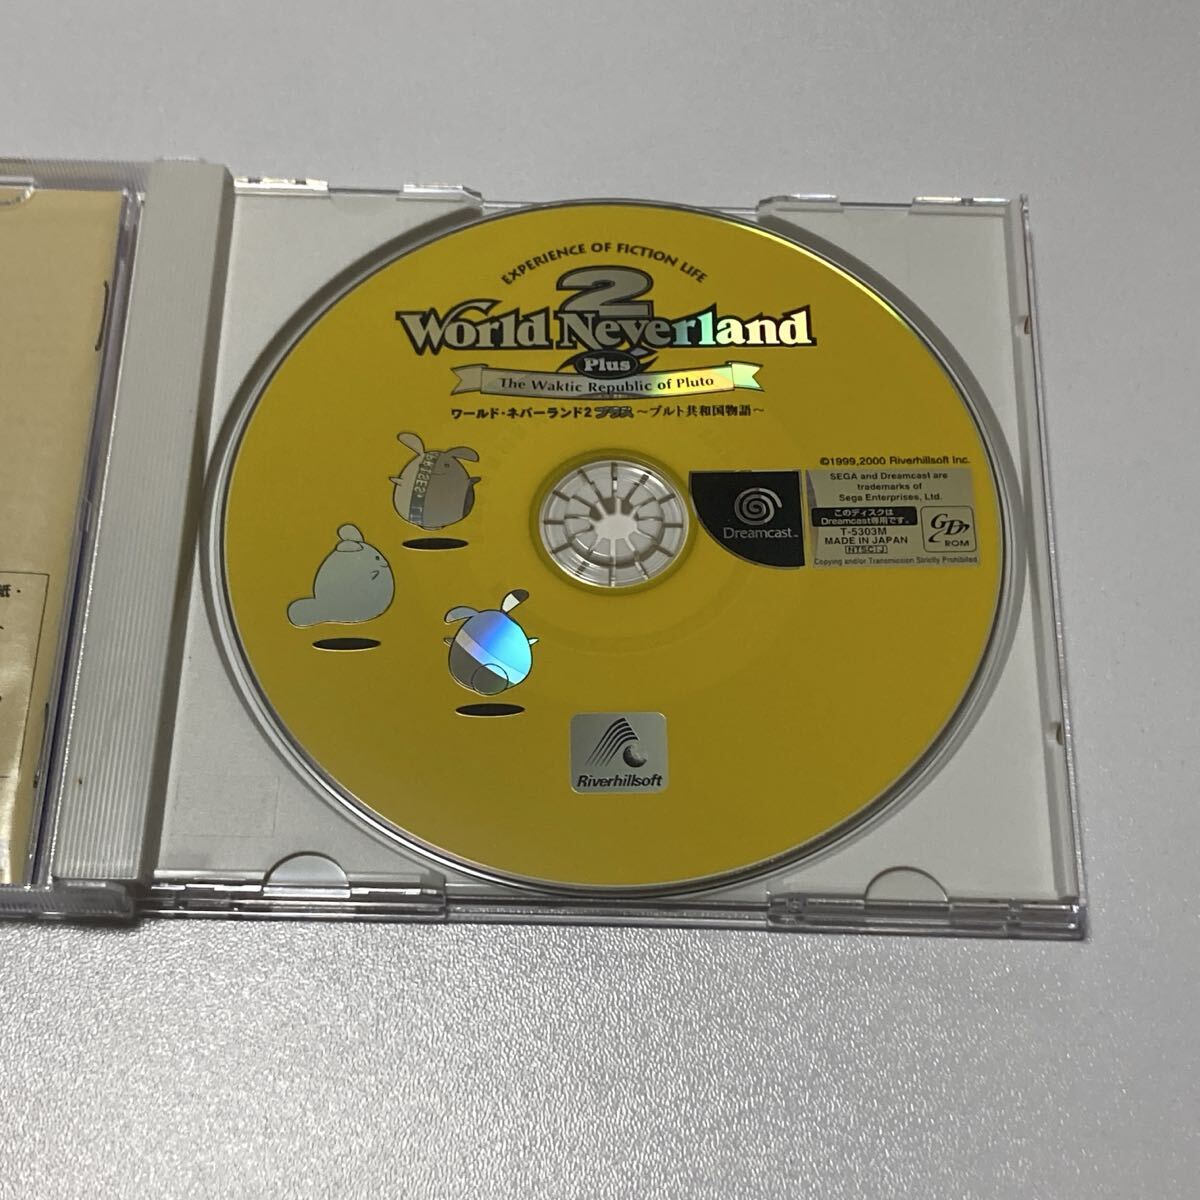 EXPERIENCE OF FICTION LIFE
2
World Neverland
Plus
The Waktic Republic of Pluto
ワールド・ネバーランド2 プラス ～プルト共和国物語～
©1999,2000 Riverhillsoft Inc.
SEGA and Dreamcast are
trademarks of
Sega Enterprises, Ltd.
このディスクは
Dreamcast専用です。
T-5303M
MADE IN JAPAN
NTSC J
GD
ROM
Copying and/or Transmission Strictly Prohibited.
Dreamcast
Riverhillsoft
紙・